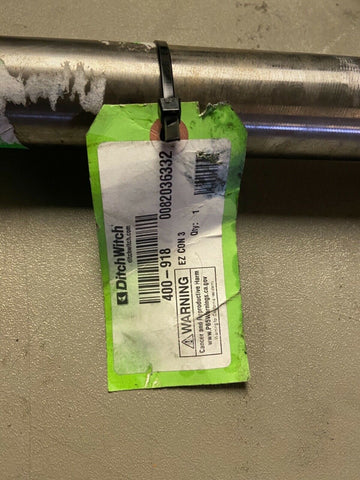 DitchWitch
ditchwitch.com
400-918
0082036332
EZ CON 3
Qty: 1
WARNING
Cancer and Reproductive Harm
www.P65Warnings.ca.gov